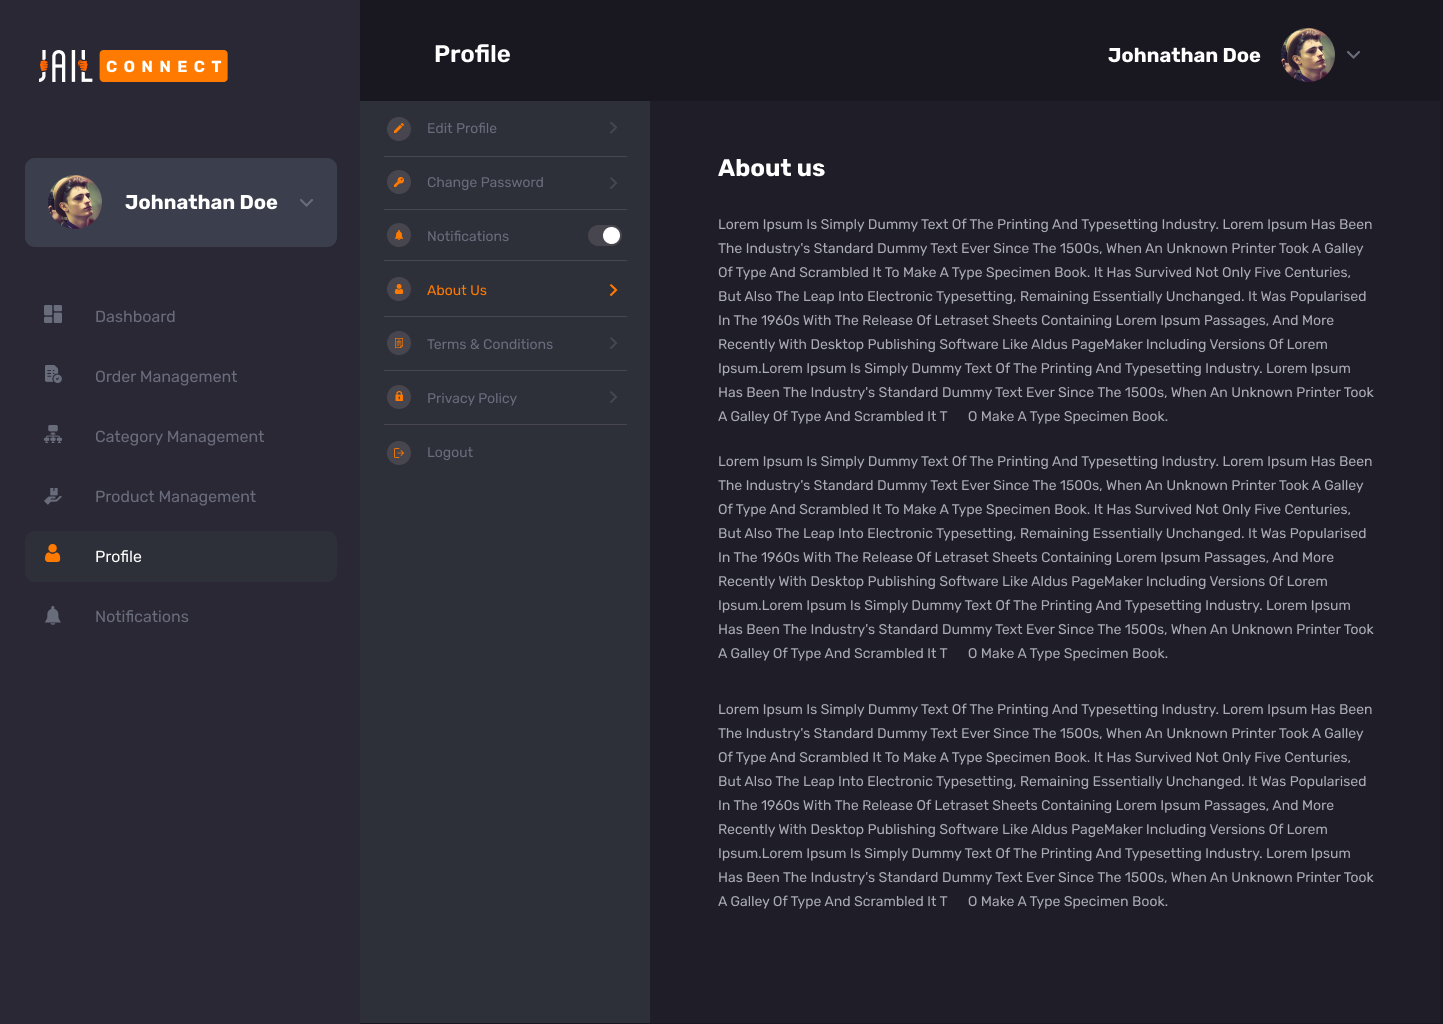 JAIL CONNECT
Profile
Johnathan Doe
Johnathan Doe
Dashboard
Order Management
Category Management
Product Management
Profile
Notifications
Edit Profile
Change Password
Notifications
About Us
Terms & Conditions
Privacy Policy
Logout
About us
Lorem Ipsum Is Simply Dummy Text Of The Printing And Typesetting Industry. Lorem Ipsum Has Been
The Industry's Standard Dummy Text Ever Since The 1500s, When An Unknown Printer Took A Galley
Of Type And Scrambled It To Make A Type Specimen Book. It Has Survived Not Only Five Centuries,
But Also The Leap Into Electronic Typesetting, Remaining Essentially Unchanged. It Was Popularised
In The 1960s With The Release Of Letraset Sheets Containing Lorem Ipsum Passages, And More
Recently With Desktop Publishing Software Like Aldus PageMaker Including Versions Of Lorem
Ipsum.Lorem Ipsum Is Simply Dummy Text Of The Printing And Typesetting Industry. Lorem Ipsum
Has Been The Industry's Standard Dummy Text Ever Since The 1500s, When An Unknown Printer Took
A Galley Of Type And Scrambled It T O Make A Type Specimen Book.
Lorem Ipsum Is Simply Dummy Text Of The Printing And Typesetting Industry. Lorem Ipsum Has Been
The Industry's Standard Dummy Text Ever Since The 1500s, When An Unknown Printer Took A Galley
Of Type And Scrambled It To Make A Type Specimen Book. It Has Survived Not Only Five Centuries,
But Also The Leap Into Electronic Typesetting, Remaining Essentially Unchanged. It Was Popularised
In The 1960s With The Release Of Letraset Sheets Containing Lorem Ipsum Passages, And More
Recently With Desktop Publishing Software Like Aldus PageMaker Including Versions Of Lorem
Ipsum.Lorem Ipsum Is Simply Dummy Text Of The Printing And Typesetting Industry. Lorem Ipsum
Has Been The Industry's Standard Dummy Text Ever Since The 1500s, When An Unknown Printer Took
A Galley Of Type And Scrambled It T O Make A Type Specimen Book.
Lorem Ipsum Is Simply Dummy Text Of The Printing And Typesetting Industry. Lorem Ipsum Has Been
The Industry's Standard Dummy Text Ever Since The 1500s, When An Unknown Printer Took A Galley
Of Type And Scrambled It To Make A Type Specimen Book. It Has Survived Not Only Five Centuries,
But Also The Leap Into Electronic Typesetting, Remaining Essentially Unchanged. It Was Popularised
In The 1960s With The Release Of Letraset Sheets Containing Lorem Ipsum Passages, And More
Recently With Desktop Publishing Software Like Aldus PageMaker Including Versions Of Lorem
Ipsum.Lorem Ipsum Is Simply Dummy Text Of The Printing And Typesetting Industry. Lorem Ipsum
Has Been The Industry's Standard Dummy Text Ever Since The 1500s, When An Unknown Printer Took
A Galley Of Type And Scrambled It T O Make A Type Specimen Book.